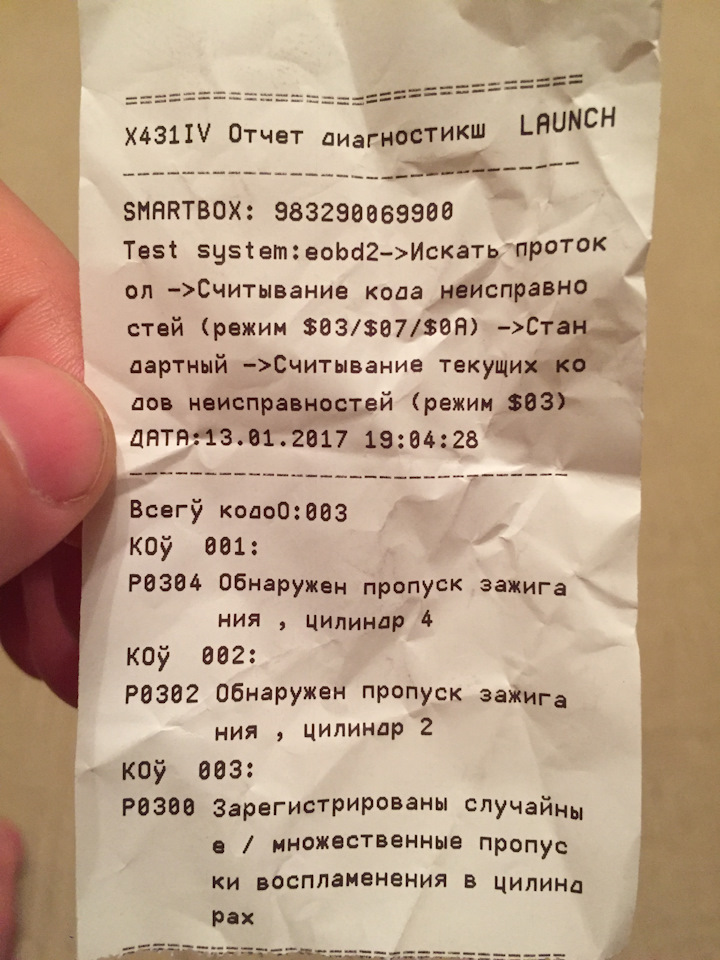 ==========================================
X431IV Отчет диагностикш LAUNCH
------------------------------------------
SMARTBOX: 983290069900
Test system:eobd2->Искать проток
ол ->Считывание кода неисправно
стей (режим $03/$07/$0A) ->Стан
дартный ->Считывание текущих ко
дов неисправностей (режим $03)
ДАТА:13.01.2017 19:04:28
------------------------------------------
Всегў кодо0:003
КОў 001:
P0304 Обнаружен пропуск зажига
ния , цилиндр 4
КОў 002:
P0302 Обнаружен пропуск зажига
ния , цилиндр 2
КОў 003:
P0300 Зарегистрированы случайны
е / множественные пропус
ки воспламенения в цилинд
рах
==========================================